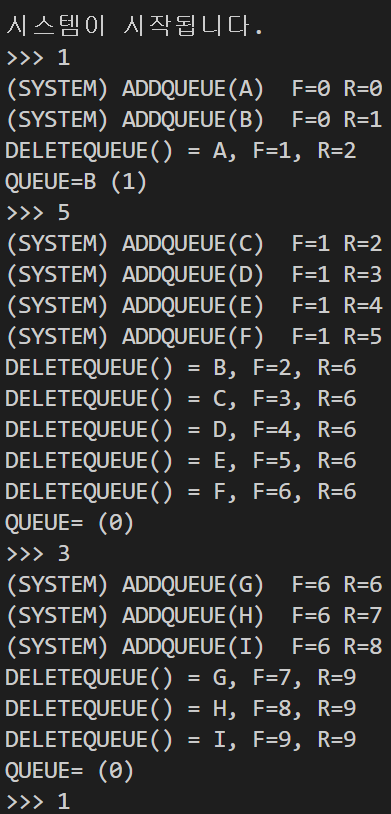 시스템이 시작됩니다.
>>> 1
(SYSTEM) ADDQUEUE(A)  F=0 R=0
(SYSTEM) ADDQUEUE(B)  F=0 R=1
DELETEQUEUE() = A, F=1, R=2
QUEUE=B (1)
>>> 5
(SYSTEM) ADDQUEUE(C)  F=1 R=2
(SYSTEM) ADDQUEUE(D)  F=1 R=3
(SYSTEM) ADDQUEUE(E)  F=1 R=4
(SYSTEM) ADDQUEUE(F)  F=1 R=5
DELETEQUEUE() = B, F=2, R=6
DELETEQUEUE() = C, F=3, R=6
DELETEQUEUE() = D, F=4, R=6
DELETEQUEUE() = E, F=5, R=6
DELETEQUEUE() = F, F=6, R=6
QUEUE= (0)
>>> 3
(SYSTEM) ADDQUEUE(G)  F=6 R=6
(SYSTEM) ADDQUEUE(H)  F=6 R=7
(SYSTEM) ADDQUEUE(I)  F=6 R=8
DELETEQUEUE() = G, F=7, R=9
DELETEQUEUE() = H, F=8, R=9
DELETEQUEUE() = I, F=9, R=9
QUEUE= (0)
>>> 1